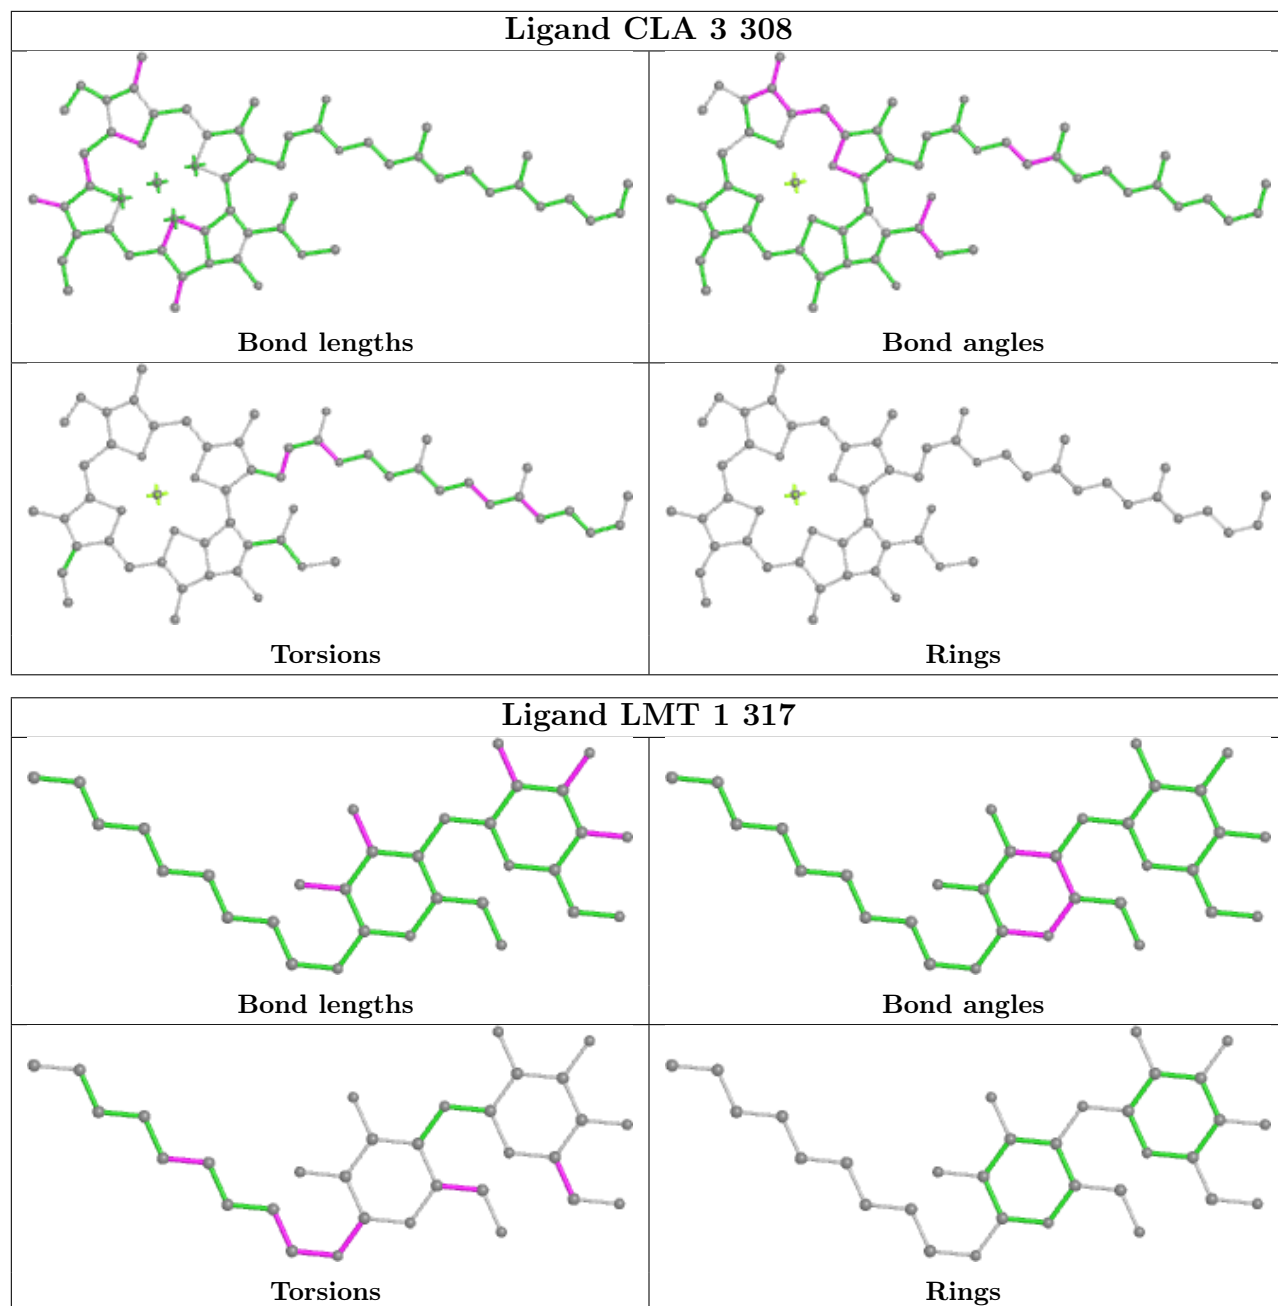 Ligand CLA 3 308
Bond lengths
Bond angles
Torsions
Rings
Ligand LMT 1 317
Bond lengths
Bond angles
Torsions
Rings